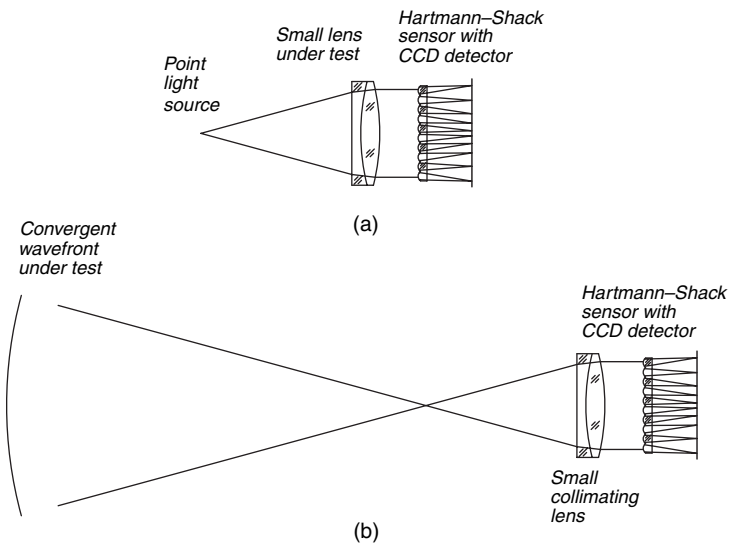 Point
light
source
Small lens
under test
Hartmann–Shack
sensor with
CCD detector
(a)
Convergent
wavefront
under test
Hartmann–Shack
sensor with
CCD detector
Small
collimating
lens
(b)